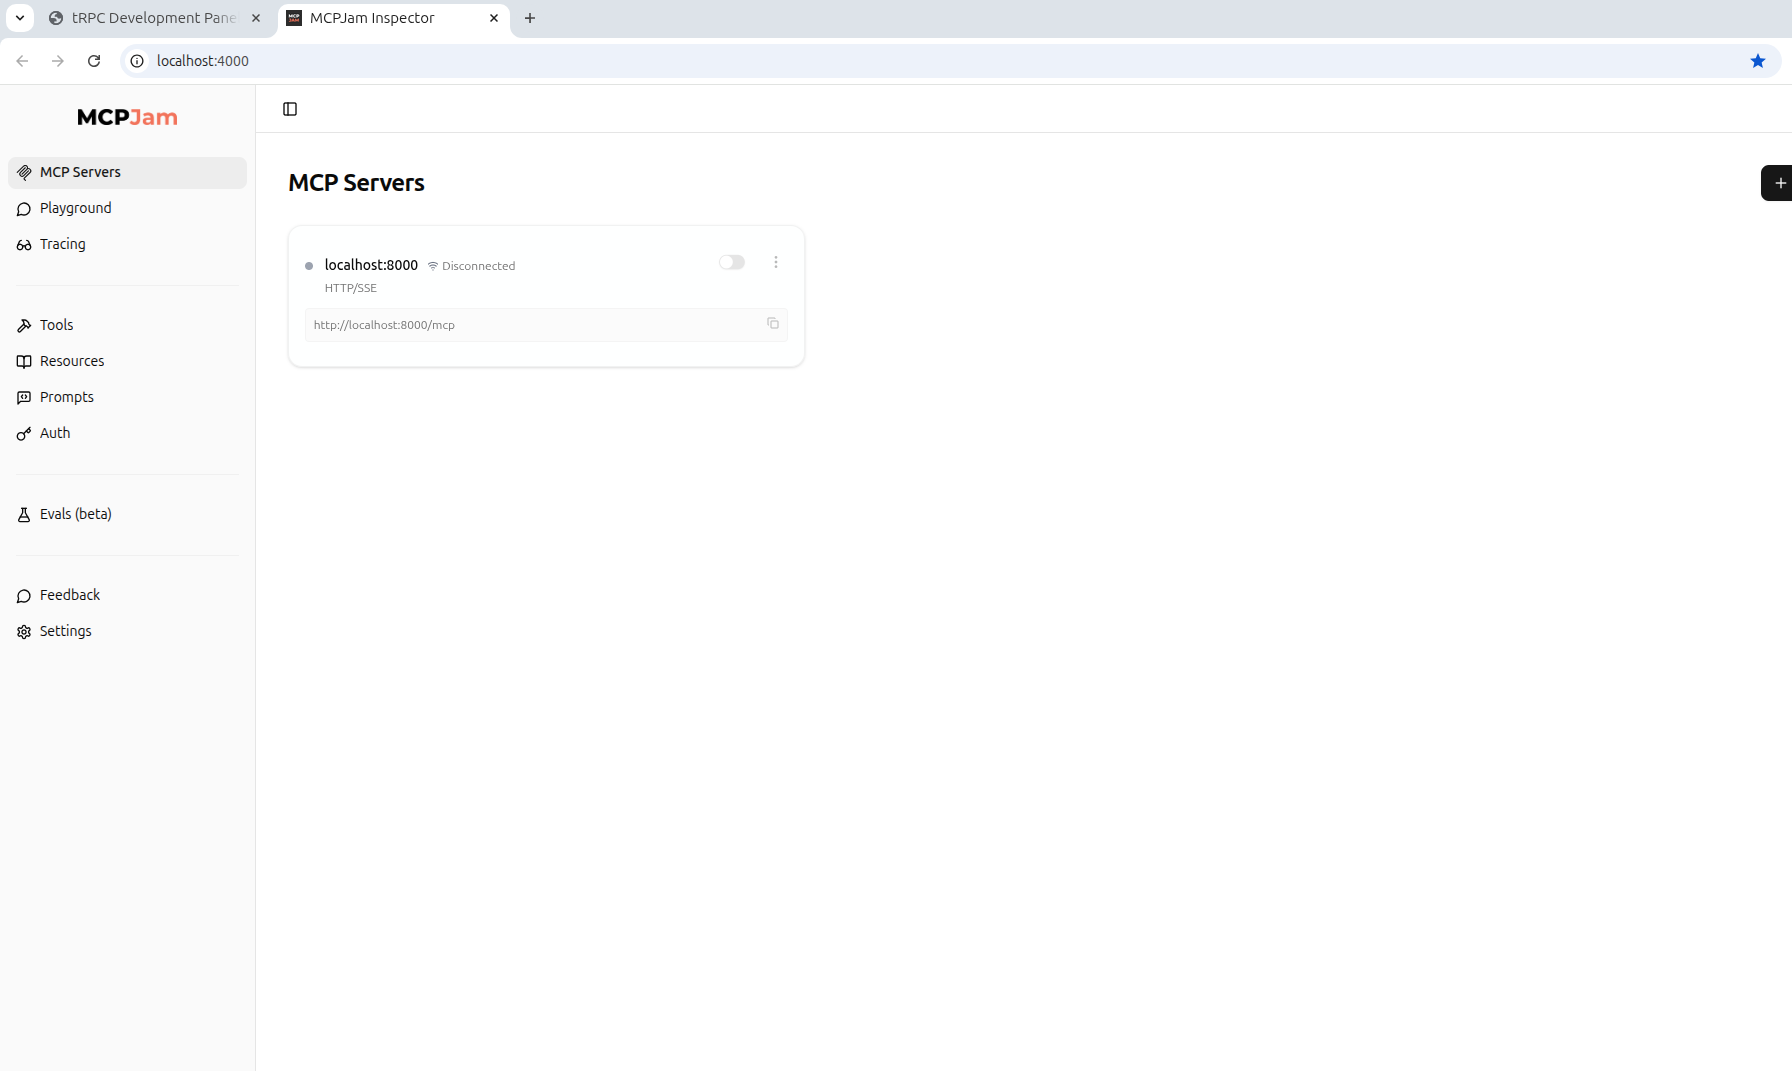 tRPC Development Pane
MCPJam Inspector
localhost:4000
MCPJam
MCP Servers
Playground
Tracing
Tools
Resources
Prompts
Auth
Evals (beta)
Feedback
Settings
MCP Servers
localhost:8000 Disconnected
HTTP/SSE
http://localhost:8000/mcp